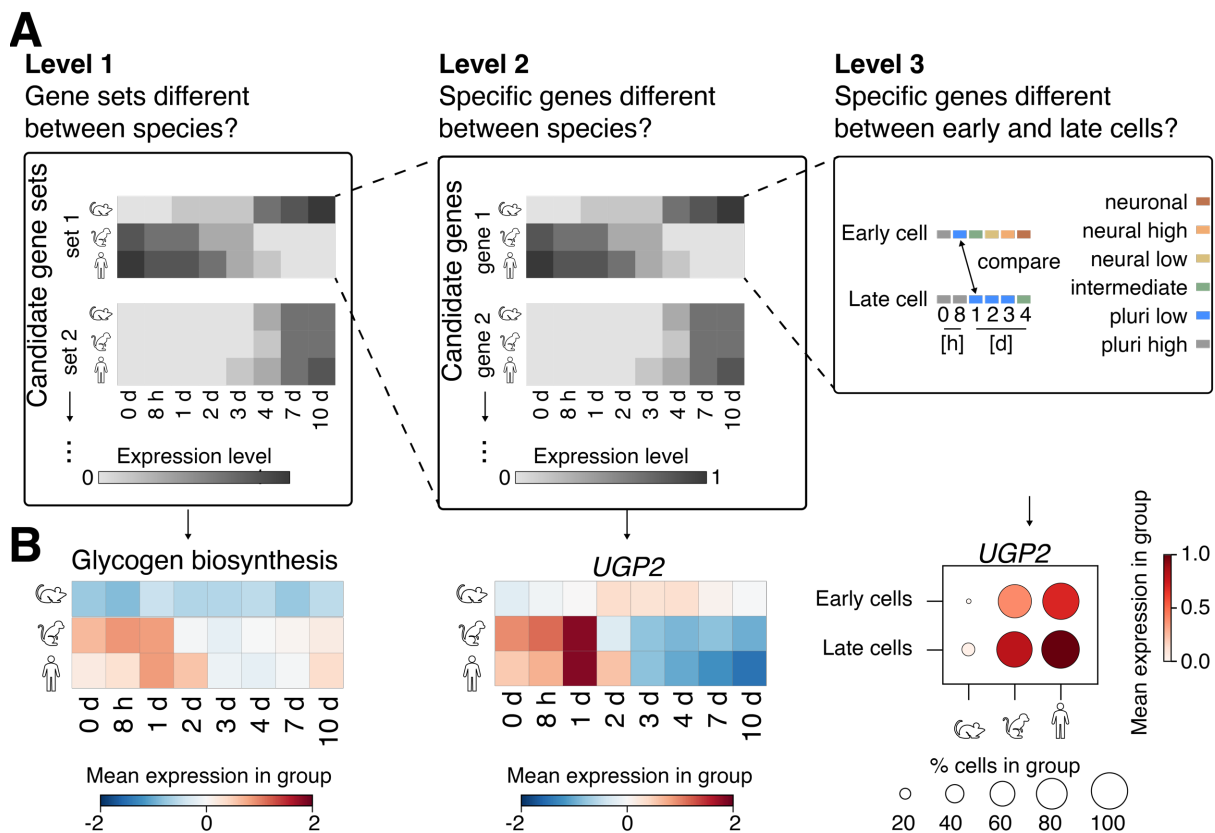 A
Level 1
Gene sets different
between species?
Level 2
Specific genes different
between species?
Level 3
Specific genes different
between early and late cells?
Candidate gene sets
set 1
set 2
...
0 d 8 h 1 d 2 d 3 d 4 d 7 d 10 d
Expression level
0
Candidate genes
gene 1
gene 2
...
0 d 8 h 1 d 2 d 3 d 4 d 7 d 10 d
Expression level
0 1
Early cell
compare
Late cell
0 8 1 2 3 4
[h] [d]
neuronal
neural high
neural low
intermediate
pluri low
pluri high
B
Glycogen biosynthesis
0 d 8 h 1 d 2 d 3 d 4 d 7 d 10 d
Mean expression in group
-2 0 2
UGP2
0 d 8 h 1 d 2 d 3 d 4 d 7 d 10 d
Mean expression in group
-2 0 2
UGP2
Early cells
Late cells
Mean expression in group
1.0
0.5
0.0
% cells in group
20 40 60 80 100